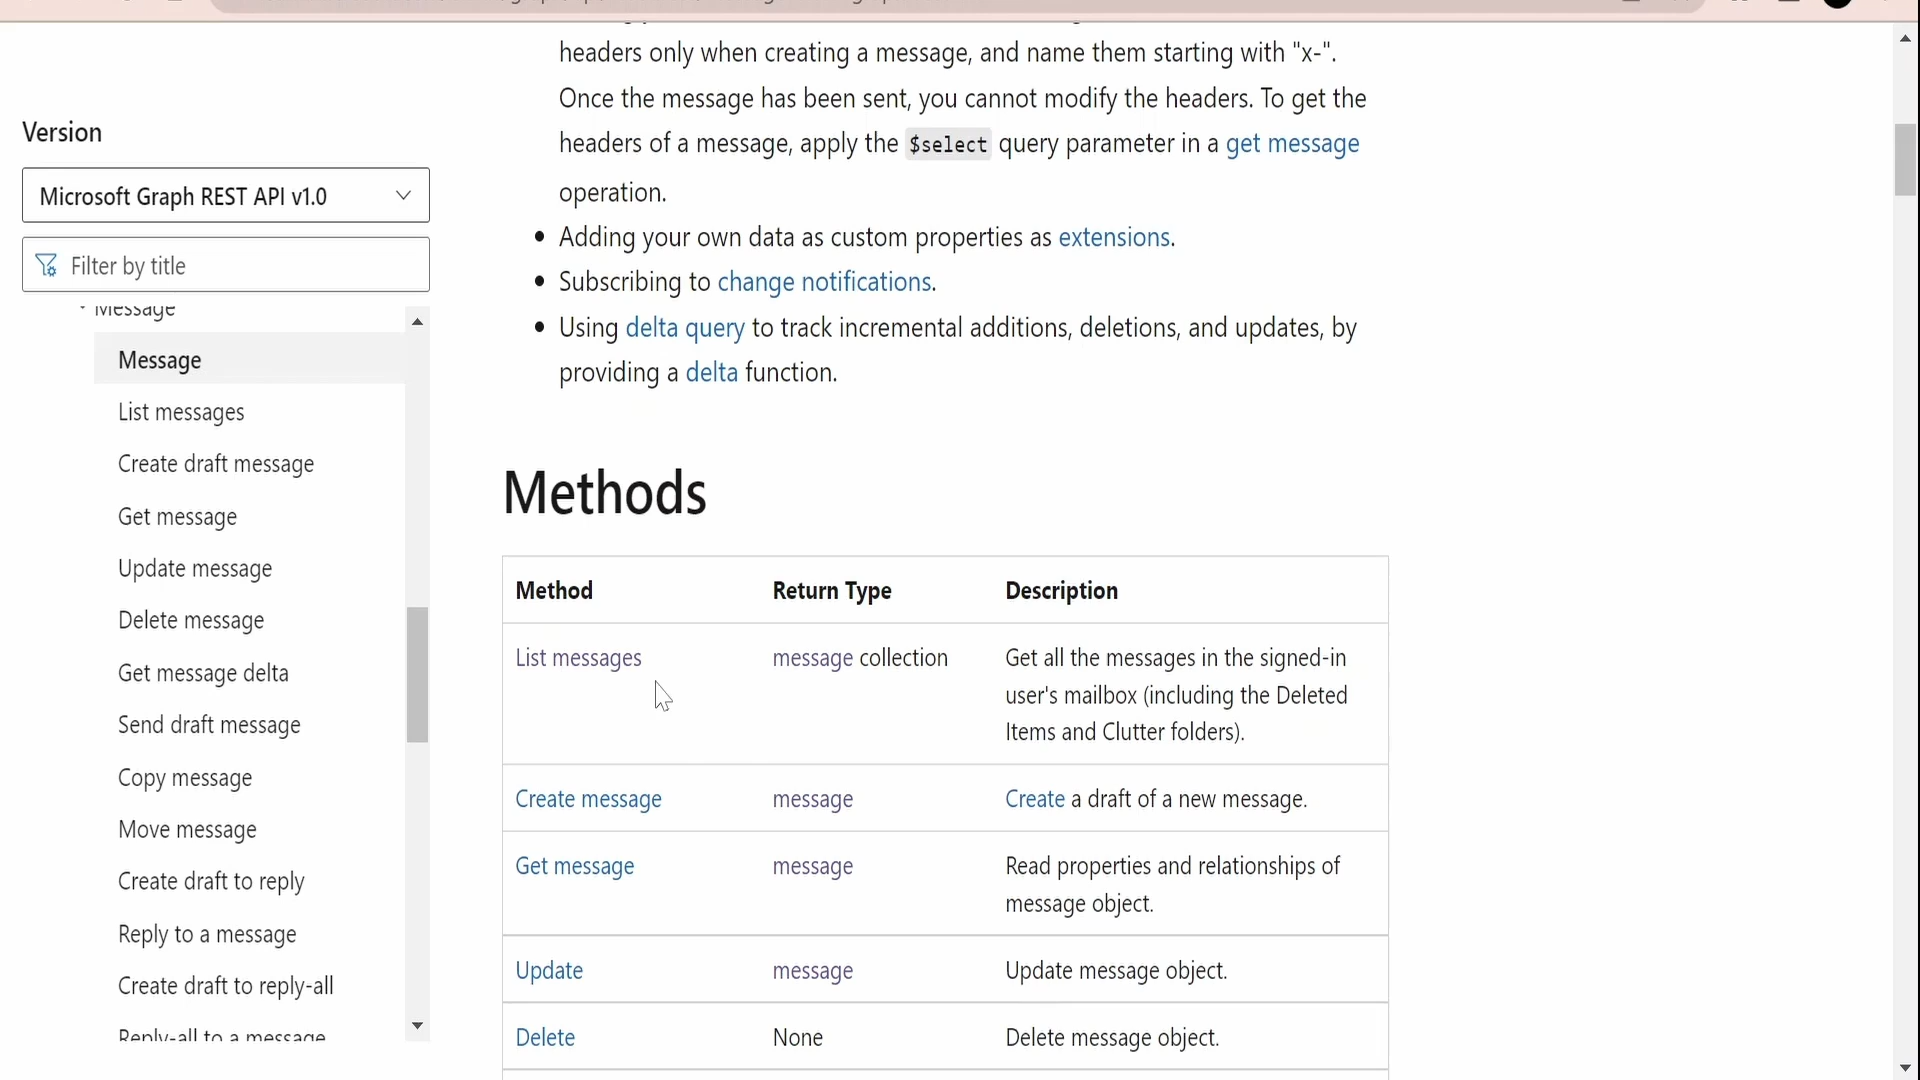 Version
Microsoft Graph REST API v1.0
Filter by title
Message
Message
List messages
Create draft message
Get message
Update message
Delete message
Get message delta
Send draft message
Copy message
Move message
Create draft to reply
Reply to a message
Create draft to reply-all
Reply-all to a message
headers only when creating a message, and name them starting with "x-".
Once the message has been sent, you cannot modify the headers. To get the
headers of a message, apply the $select query parameter in a get message
operation.
• Adding your own data as custom properties as extensions.
• Subscribing to change notifications.
• Using delta query to track incremental additions, deletions, and updates, by
providing a delta function.
Methods
Method Return Type Description
List messages message collection Get all the messages in the signed-in
user's mailbox (including the Deleted
Items and Clutter folders).
Create message message Create a draft of a new message.
Get message message Read properties and relationships of
message object.
Update message Update message object.
Delete None Delete message object.